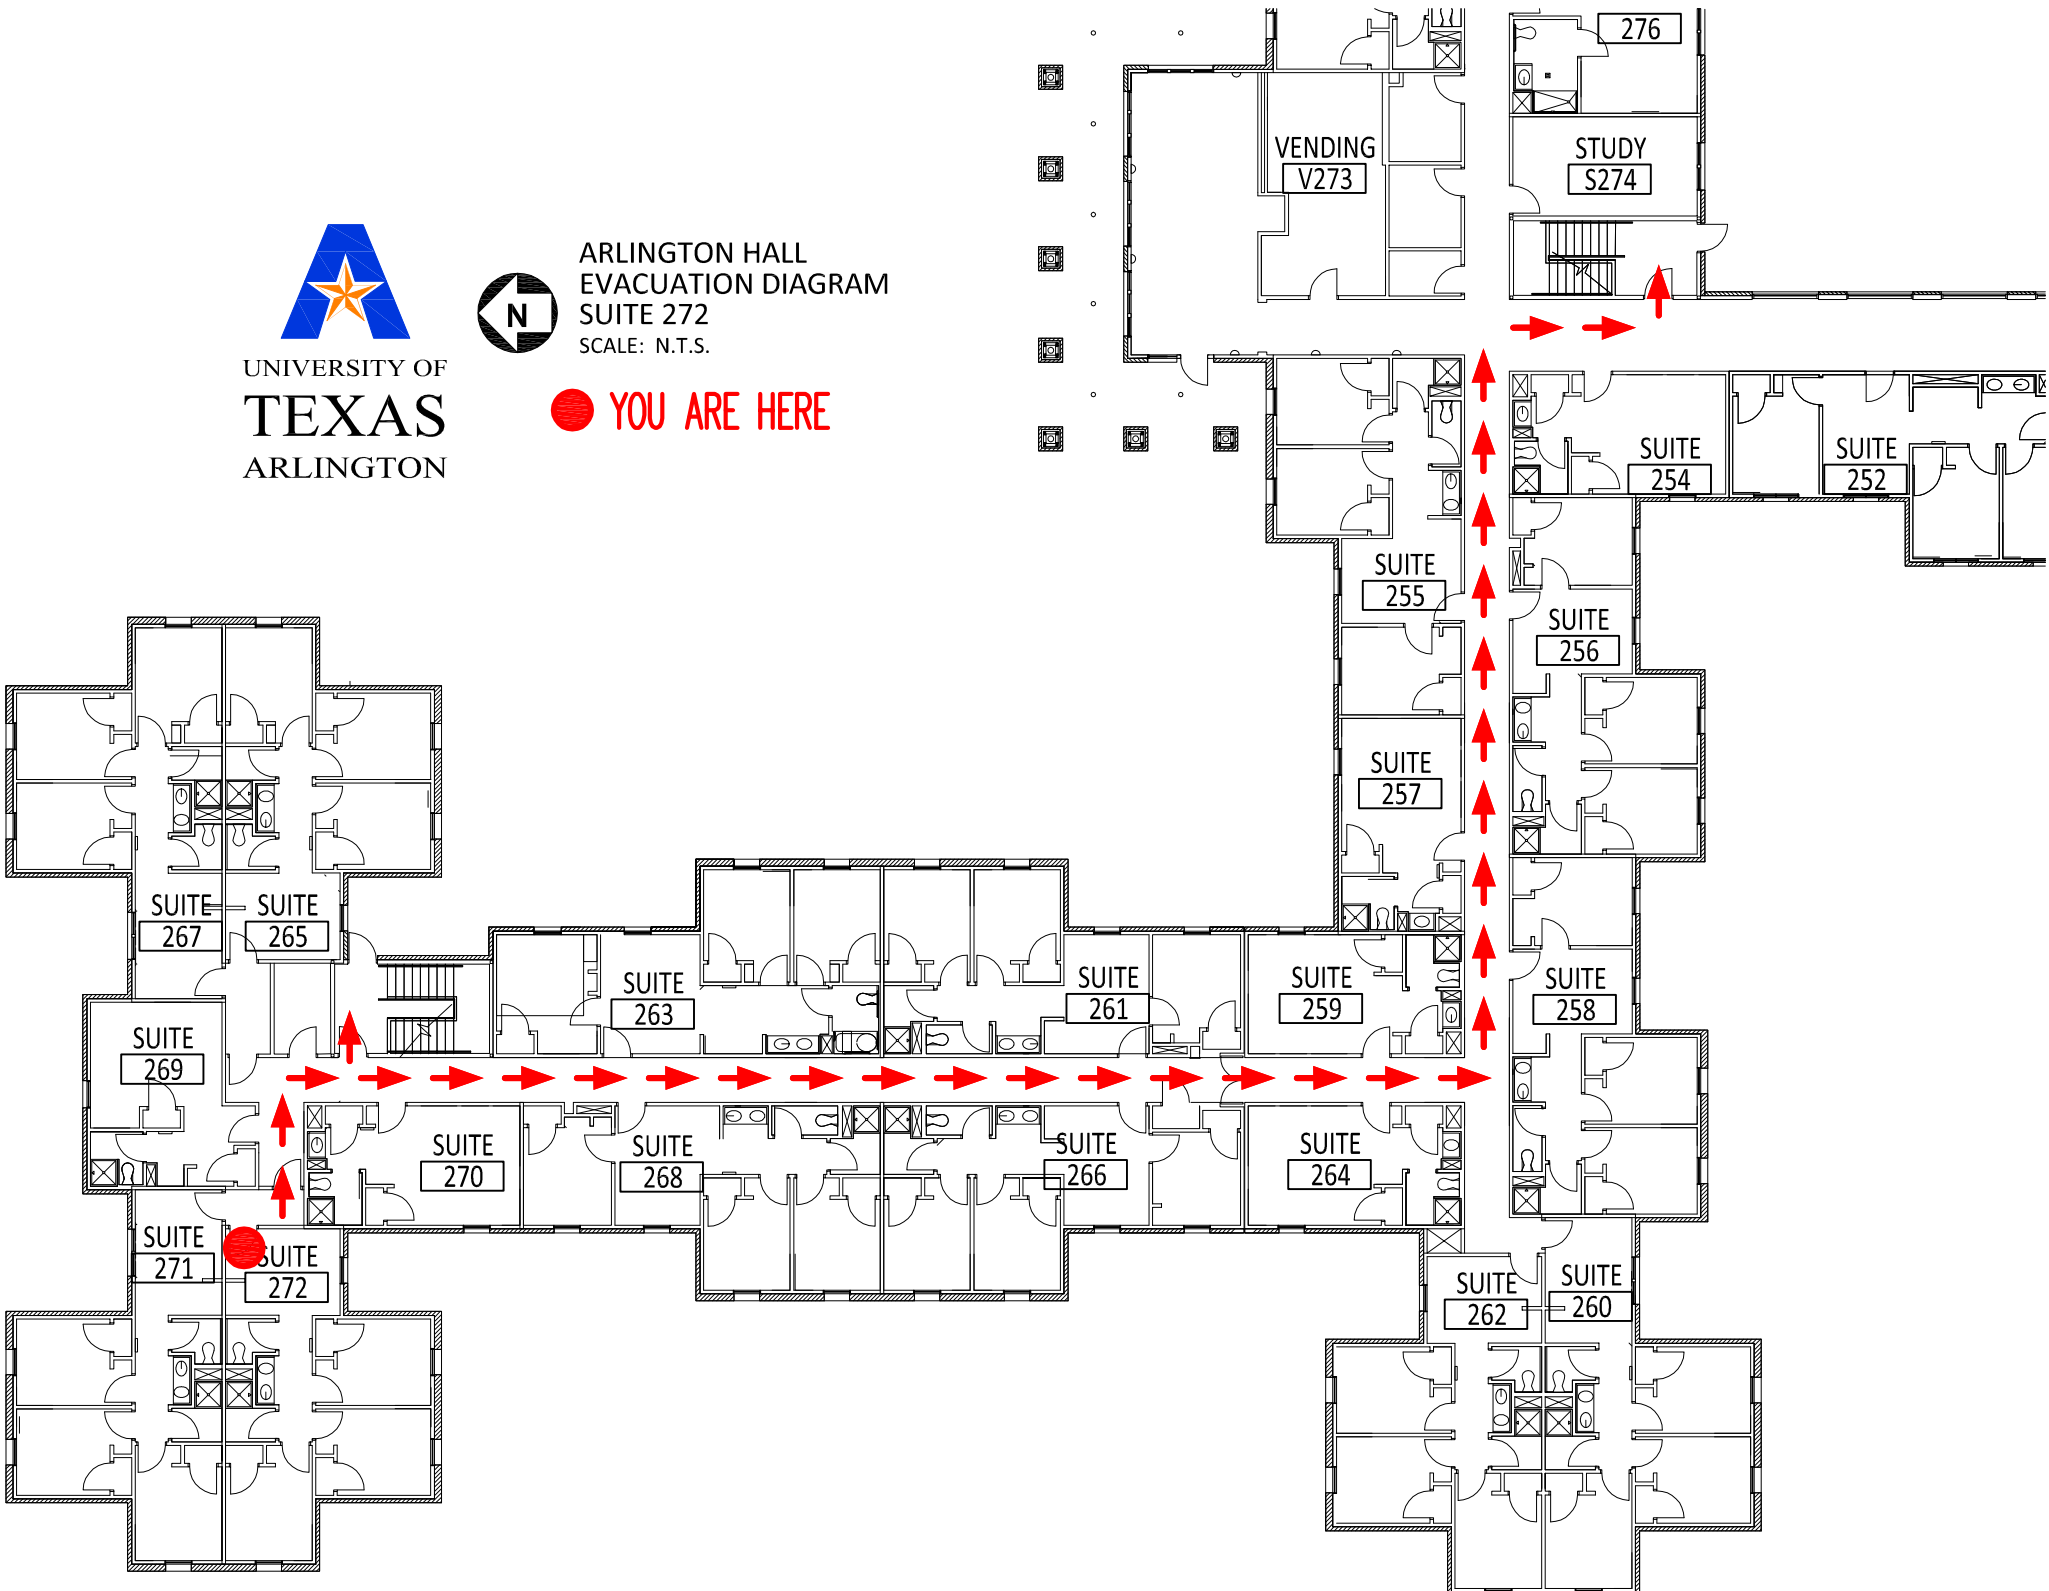 276
VENDING
V273
STUDY
S274
UNIVERSITY OF
TEXAS
ARLINGTON
N
ARLINGTON HALL
EVACUATION DIAGRAM
SUITE 272
SCALE: N.T.S.
YOU ARE HERE
SUITE
254
SUITE
252
SUITE
255
SUITE
256
SUITE
257
SUITE
267
SUITE
265
SUITE
263
SUITE
261
SUITE
259
SUITE
258
SUITE
269
SUITE
270
SUITE
268
SUITE
266
SUITE
264
SUITE
271
SUITE
272
SUITE
262
SUITE
260